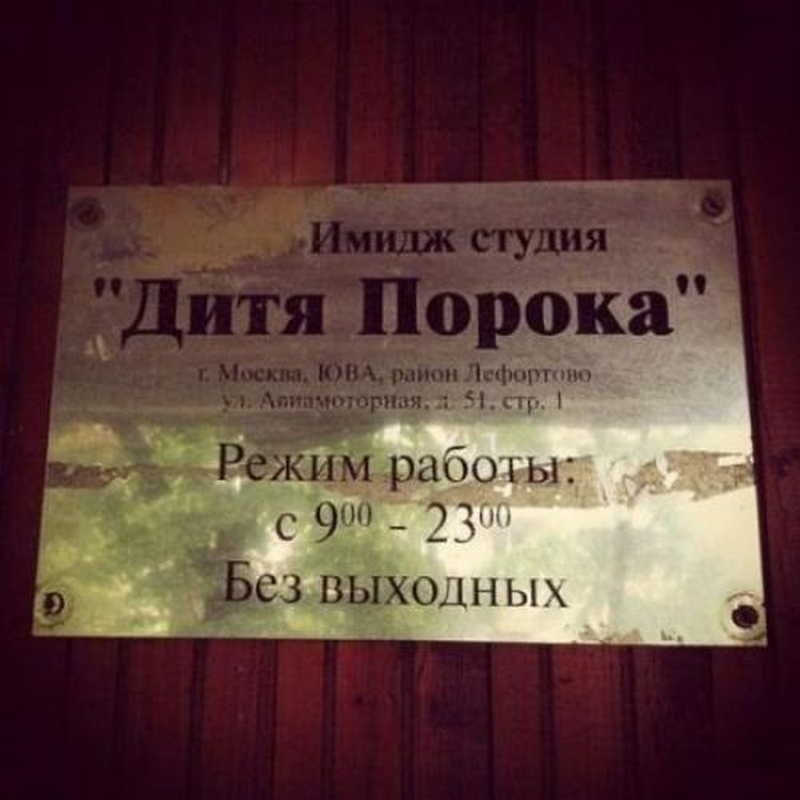 Имидж студия
"Дитя Порока"
г. Москва, ЮВА, район Лефортово
ул. Авиамоторная, д. 51, стр. 1
Режим работы:
с 9⁰⁰ - 23⁰⁰
Без выходных